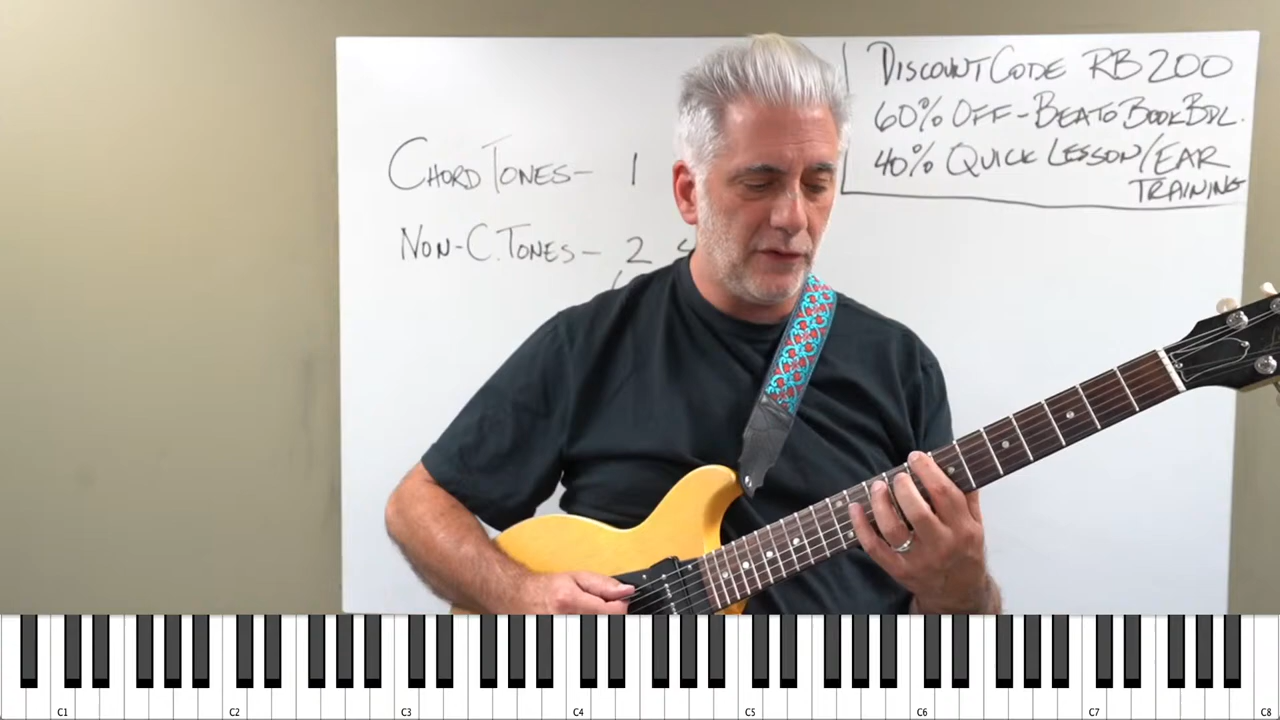 CHORD TONES- 1
NON-C.TONES- 2 4
DISCOUNT CODE RB200
60% OFF-BEATO BOOK BDL.
40% QUICK LESSON/EAR
TRAINING
C1 C2 C3 C4 C5 C6 C7 C8